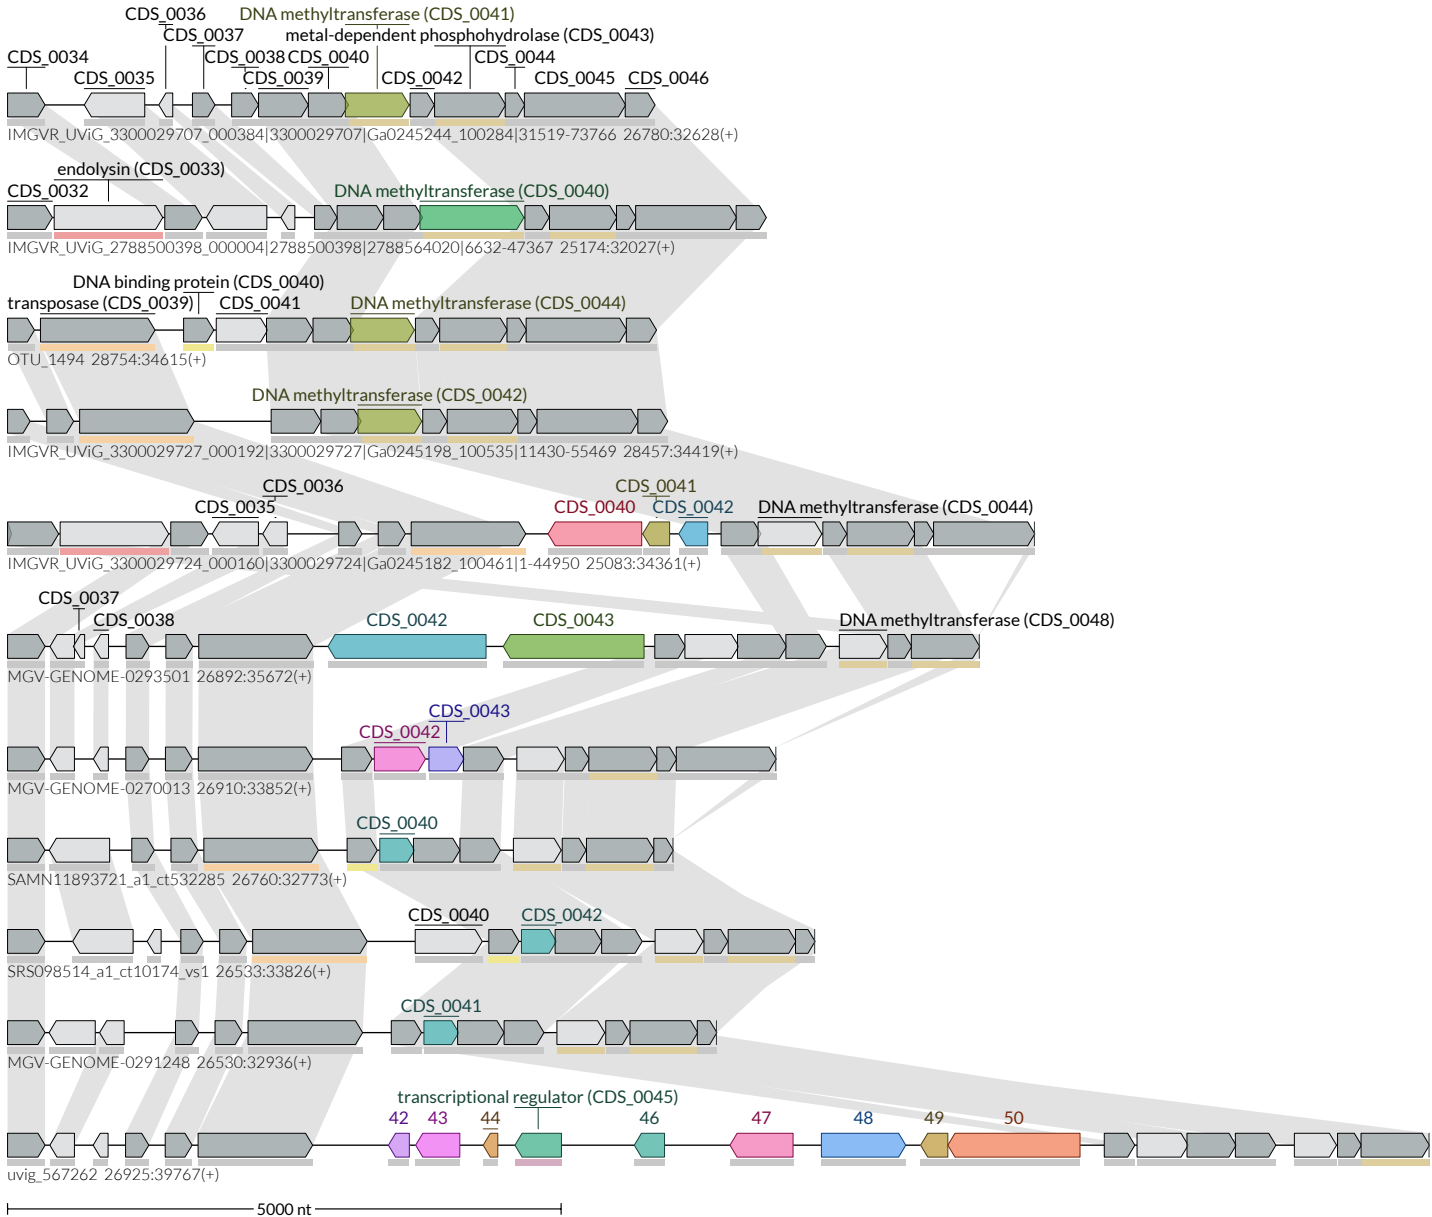 CDS_0036 DNA methyltransferase (CDS_0041)
CDS_0037 metal-dependent phosphohydrolase (CDS_0043)
CDS_0034 CDS_0038 CDS_0040 CDS_0044
CDS_0035 CDS_0039 CDS_0042 CDS_0045 CDS_0046
IMGVR_UViG_3300029707_000384|3300029707|Ga0245244_100284|31519-73766 26780:32628(+)
endolysin (CDS_0033)
CDS_0032 DNA methyltransferase (CDS_0040)
IMGVR_UViG_2788500398_000004|2788500398|2788564020|6632-47367 25174:32027(+)
DNA binding protein (CDS_0040)
transposase (CDS_0039) CDS_0041 DNA methyltransferase (CDS_0044)
OTU_1494 28754:34615(+)
DNA methyltransferase (CDS_0042)
IMGVR_UViG_3300029727_000192|3300029727|Ga0245198_100535|11430-55469 28457:34419(+)
CDS_0036 CDS_0041
CDS_0035 CDS_0040 CDS_0042 DNA methyltransferase (CDS_0044)
IMGVR_UViG_3300029724_000160|3300029724|Ga0245182_100461|1-44950 25083:34361(+)
CDS_0037
CDS_0038 CDS_0042 CDS_0043 DNA methyltransferase (CDS_0048)
MGV-GENOME-0293501 26892:35672(+)
CDS_0043
CDS_0042
MGV-GENOME-0270013 26910:33852(+)
CDS_0040
SAMN11893721_a1_ct532285 26760:32773(+)
CDS_0040 CDS_0042
SRS098514_a1_ct10174_vs1 26533:33826(+)
CDS_0041
MGV-GENOME-0291248 26530:32936(+)
transcriptional regulator (CDS_0045)
42 43 44 46 47 48 49 50
uvig_567262 26925:39767(+)
5000 nt